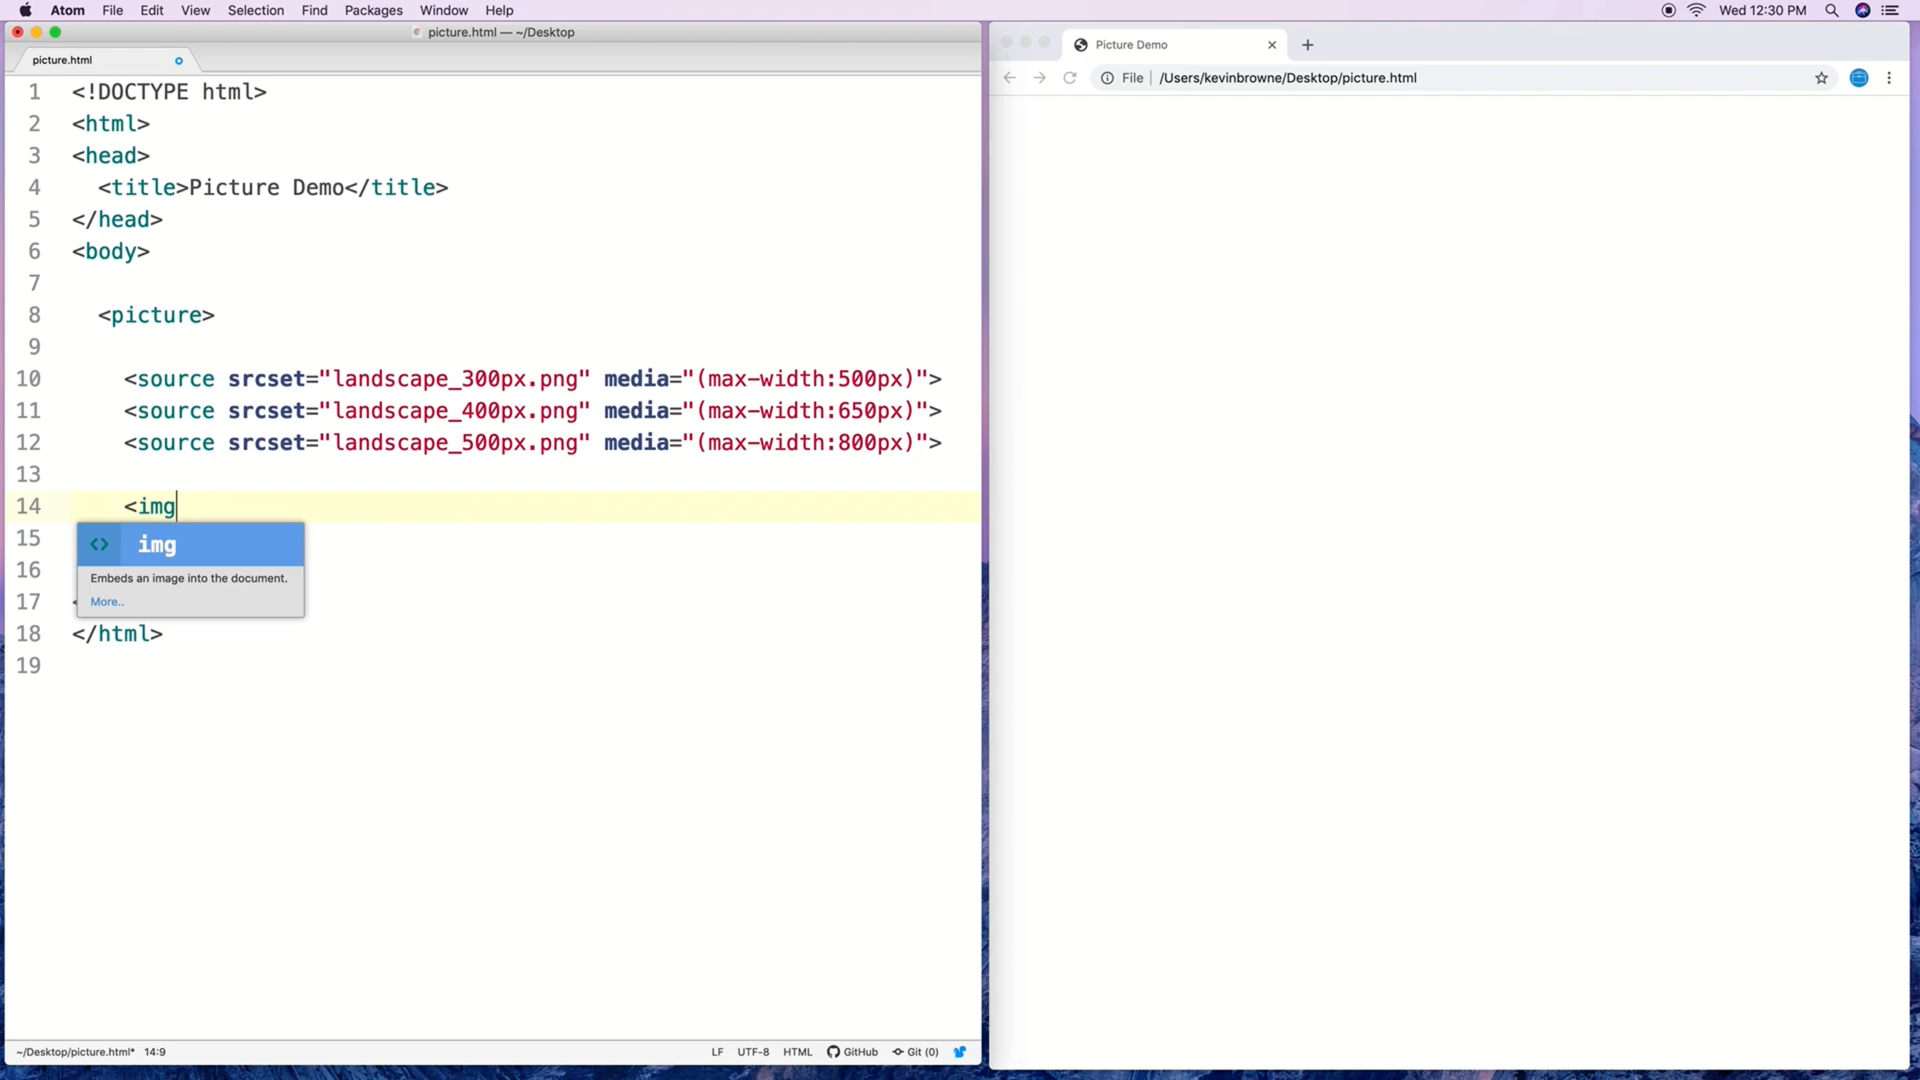 Atom File Edit View Selection Find Packages Window Help Wed 12:30 PM
picture.html — ~/Desktop
picture.html
Picture Demo
File /Users/kevinbrowne/Desktop/picture.html
1 <!DOCTYPE html>
2 <html>
3 <head>
4 <title>Picture Demo</title>
5 </head>
6 <body>
7
8 <picture>
9
10 <source srcset="landscape_300px.png" media="(max-width:500px)">
11 <source srcset="landscape_400px.png" media="(max-width:650px)">
12 <source srcset="landscape_500px.png" media="(max-width:800px)">
13
14 <img
15 <> img
16 Embeds an image into the document.
17 <
More..
18 </html>
19
~/Desktop/picture.html* 14:9 LF UTF-8 HTML GitHub Git (0)